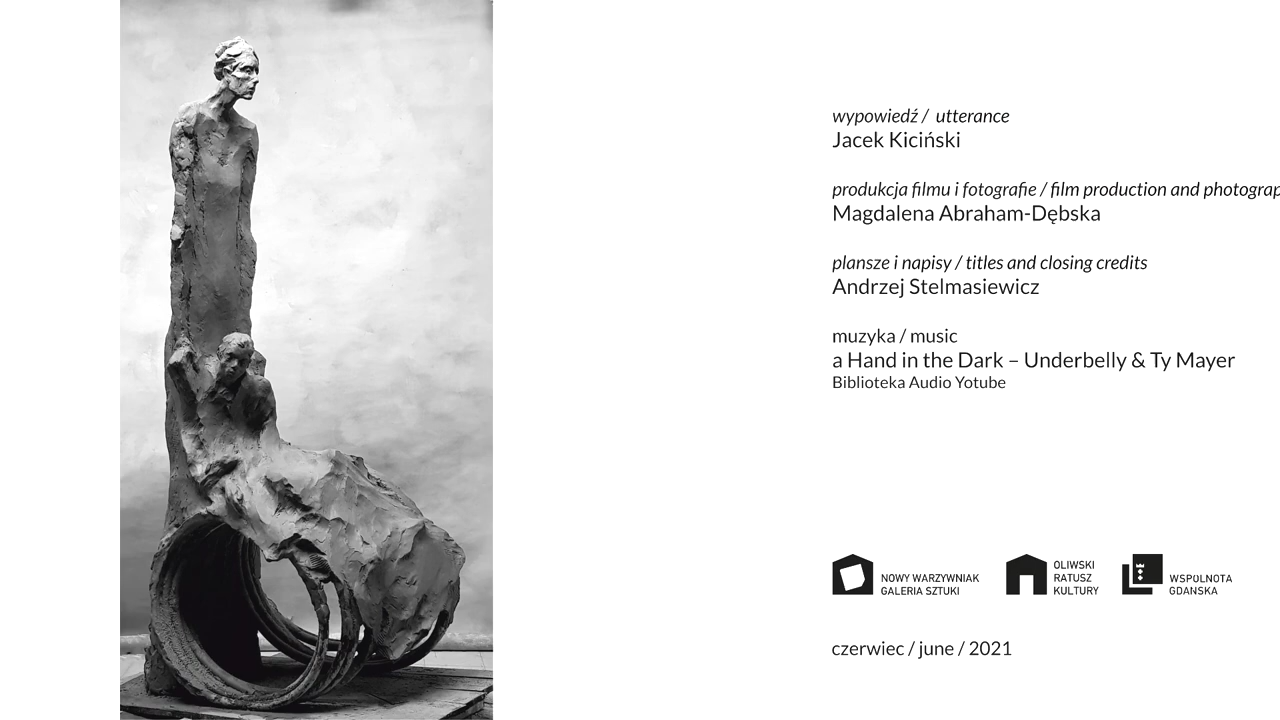 wypowiedź / utterance
Jacek Kiciński
produkcja filmu i fotografie / film production and photograp
Magdalena Abraham-Dębska
plansze i napisy / titles and closing credits
Andrzej Stelmasiewicz
muzyka / music
a Hand in the Dark – Underbelly & Ty Mayer
Biblioteka Audio Yotube
NOWY WARZYWNIAK
GALERIA SZTUKI
OLIWSKI
RATUSZ
KULTURY
WSPÓLNOTA
GDAŃSKA
czerwiec / june / 2021